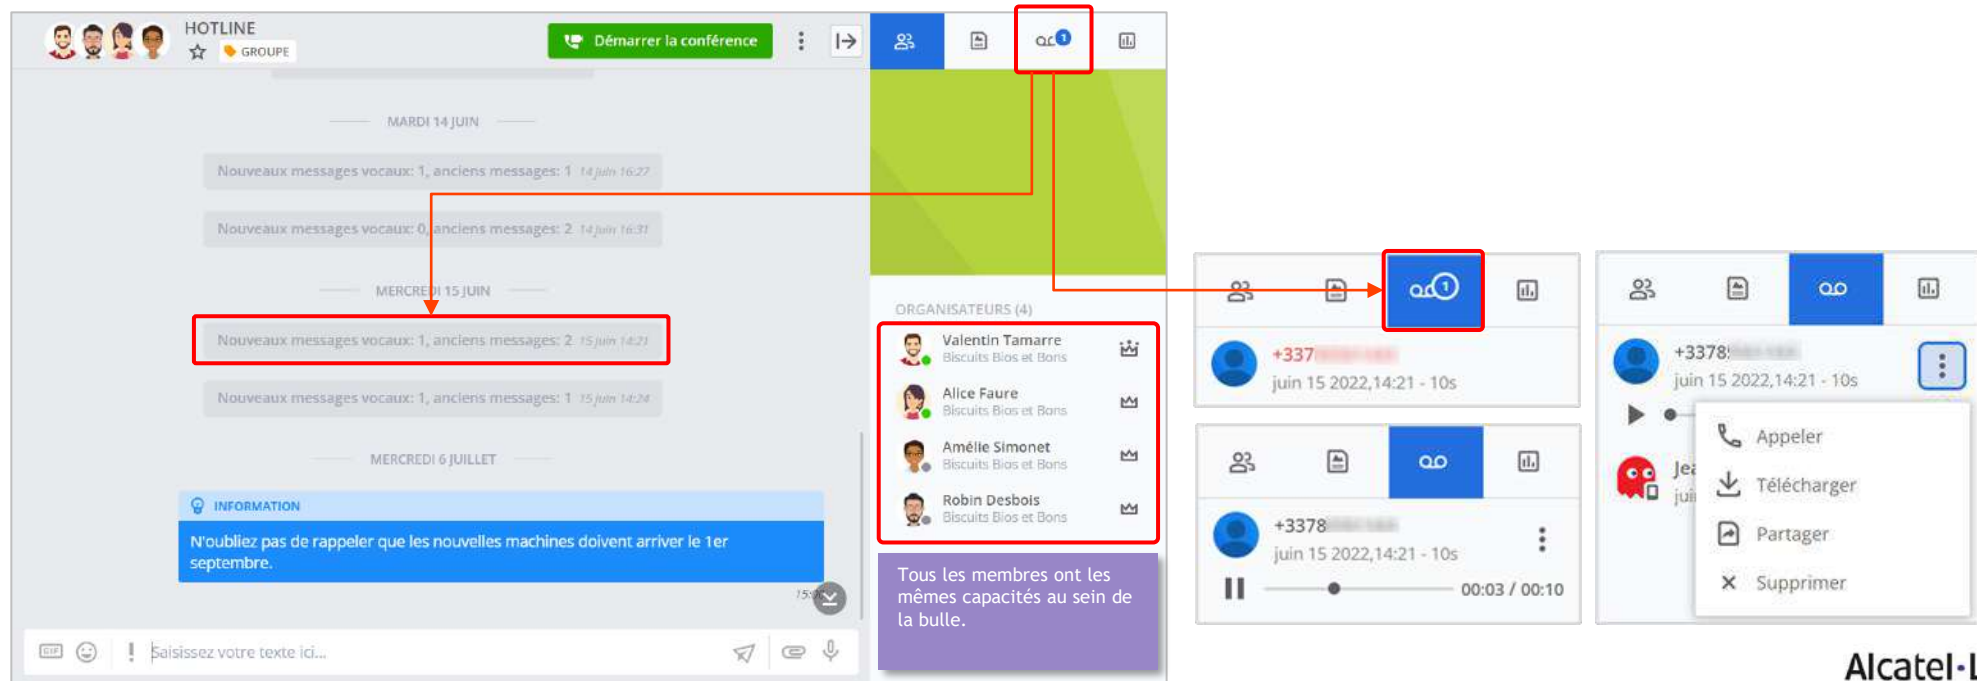 HOTLINE
GROUPE
Démarrer la conférence
1
MARDI 14 JUIN
Nouveaux messages vocaux: 1, anciens messages: 1 14 juin 16:27
Nouveaux messages vocaux: 0, anciens messages: 2 14 juin 16:31
MERCREDI 15 JUIN
Nouveaux messages vocaux: 1, anciens messages: 2 15 juin 14:21
Nouveaux messages vocaux: 1, anciens messages: 1 15 juin 14:24
MERCREDI 6 JUILLET
INFORMATION
N'oubliez pas de rappeler que les nouvelles machines doivent arriver le 1er
septembre.
GIF
Saisissez votre texte ici...
ORGANISATEURS (4)
Valentin Tamarre
Biscuits Bios et Bons
Alice Faure
Biscuits Bios et Bons
Amélie Simonet
Biscuits Bios et Bons
Robin Desbois
Biscuits Bios et Bons
Tous les membres ont les
mêmes capacités au sein de
la bulle.
1
+337
juin 15 2022,14:21 - 10s
+3378
juin 15 2022,14:21 - 10s
00:03 / 00:10
+3378
juin 15 2022,14:21 - 10s
Appeler
Jea
Télécharger
jui
Partager
Supprimer
Alcatel·L